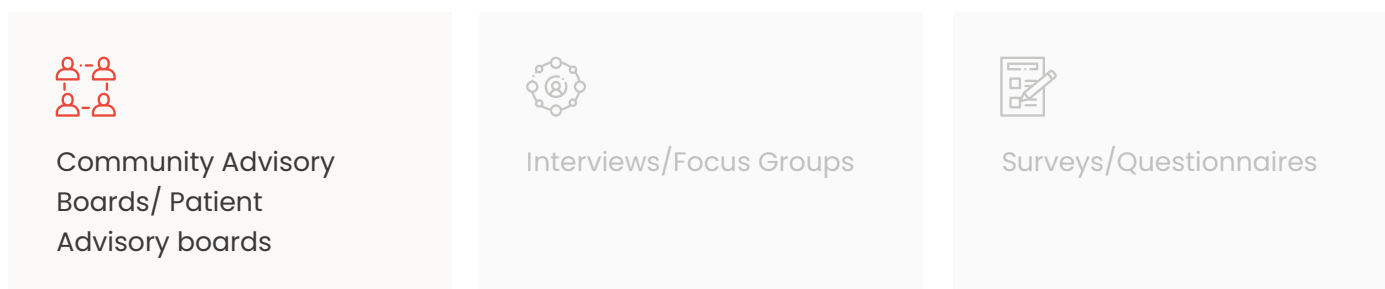 Community Advisory
Boards/ Patient
Advisory boards
Interviews/Focus Groups
Surveys/Questionnaires